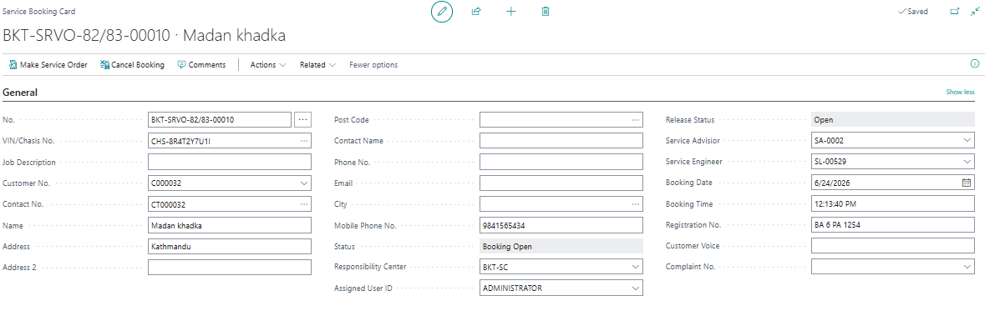 Service Booking Card
Saved
BKT-SRVO-82/83-00010 · Madan khadka
Make Service Order Cancel Booking Comments Actions Related Fewer options
General
Show less
No. BKT-SRVO-82/83-00010
VIN/Chasis No. CHS-8R4T2Y7U1I
Job Description
Customer No. C000032
Contact No. CT000032
Name Madan khadka
Address Kathmandu
Address 2
Post Code
Contact Name
Phone No.
Email
City
Mobile Phone No. 9841565434
Status Booking Open
Responsibility Center BKT-SC
Assigned User ID ADMINISTRATOR
Release Status Open
Service Advisior SA-0002
Service Engineer SL-00529
Booking Date 6/24/2026
Booking Time 12:13:40 PM
Registration No. BA 6 PA 1254
Customer Voice
Complaint No.